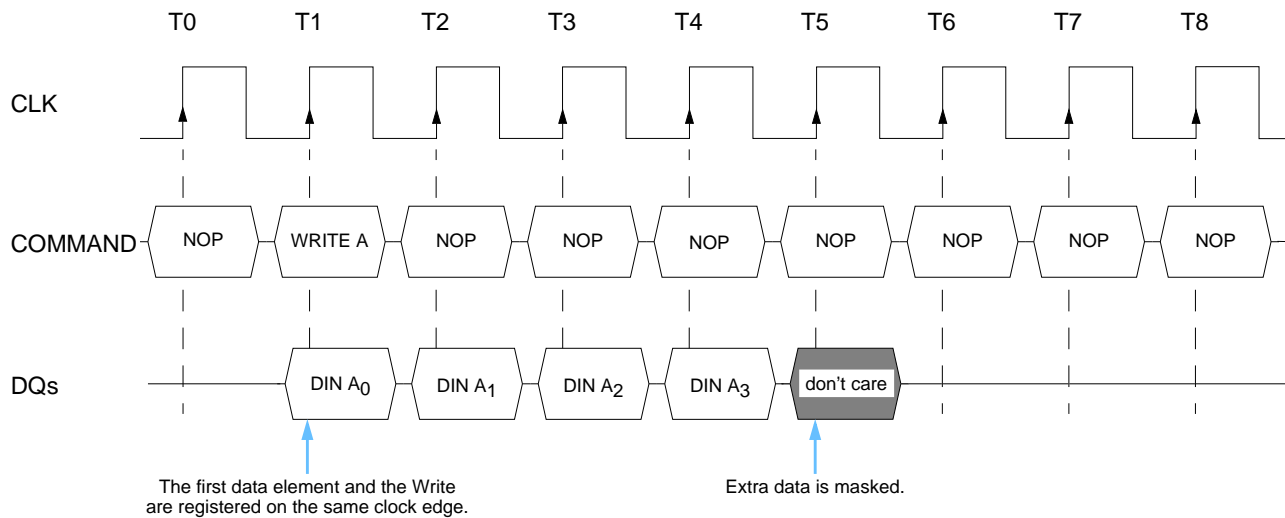 T0 T1 T2 T3 T4 T5 T6 T7 T8
CLK
COMMAND NOP WRITE A NOP NOP NOP NOP NOP NOP NOP
DQs DIN A0 DIN A1 DIN A2 DIN A3 don't care
The first data element and the Write
are registered on the same clock edge.
Extra data is masked.